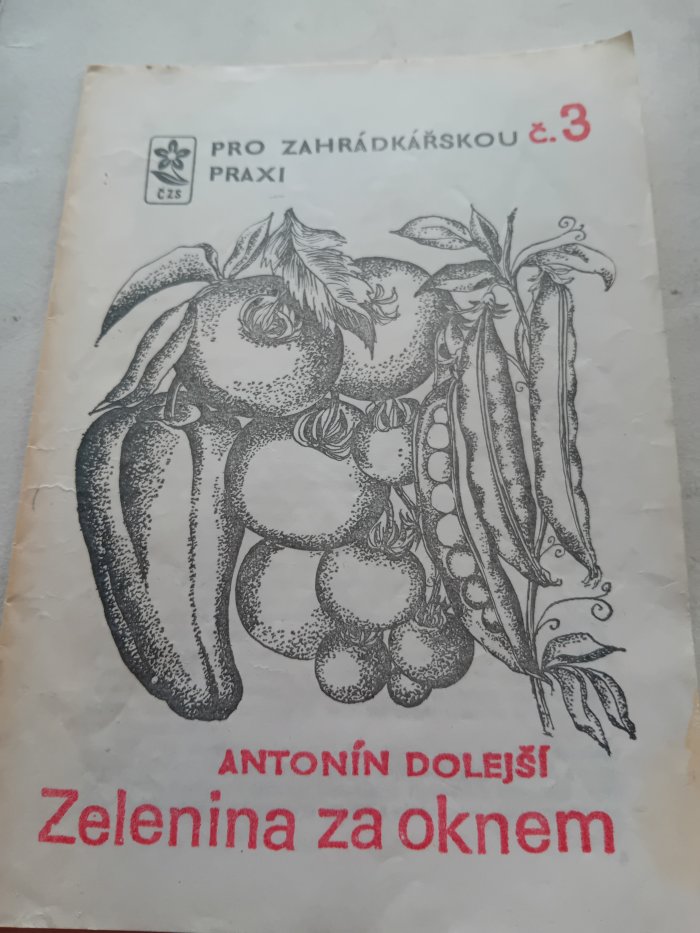 PRO ZAHRÁDKÁŘSKOU č.3
PRAXI
ČZS
ANTONÍN DOLEJŠÍ
Zelenina za oknem